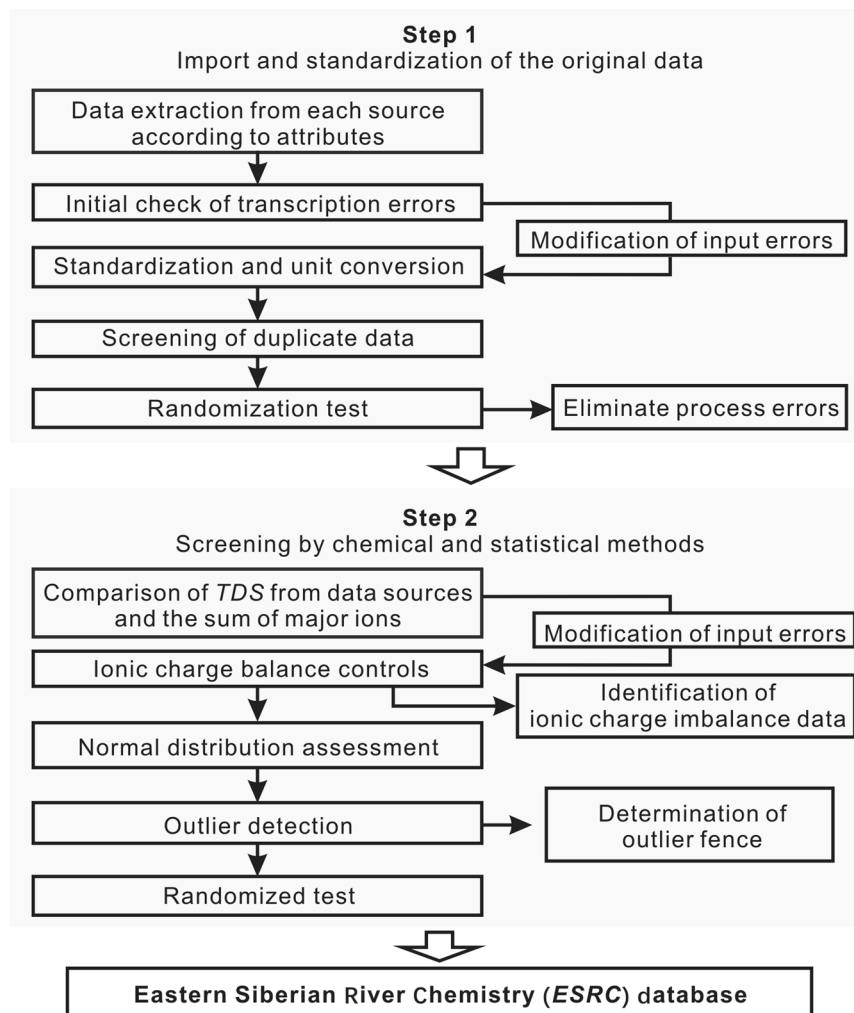 Step 1
Import and standardization of the original data
Data extraction from each source
according to attributes
Initial check of transcription errors
Modification of input errors
Standardization and unit conversion
Screening of duplicate data
Randomization test
Eliminate process errors
Step 2
Screening by chemical and statistical methods
Comparison of TDS from data sources
and the sum of major ions
Modification of input errors
Ionic charge balance controls
Identification of
ionic charge imbalance data
Normal distribution assessment
Outlier detection
Determination of
outlier fence
Randomized test
Eastern Siberian River Chemistry (ESRC) database